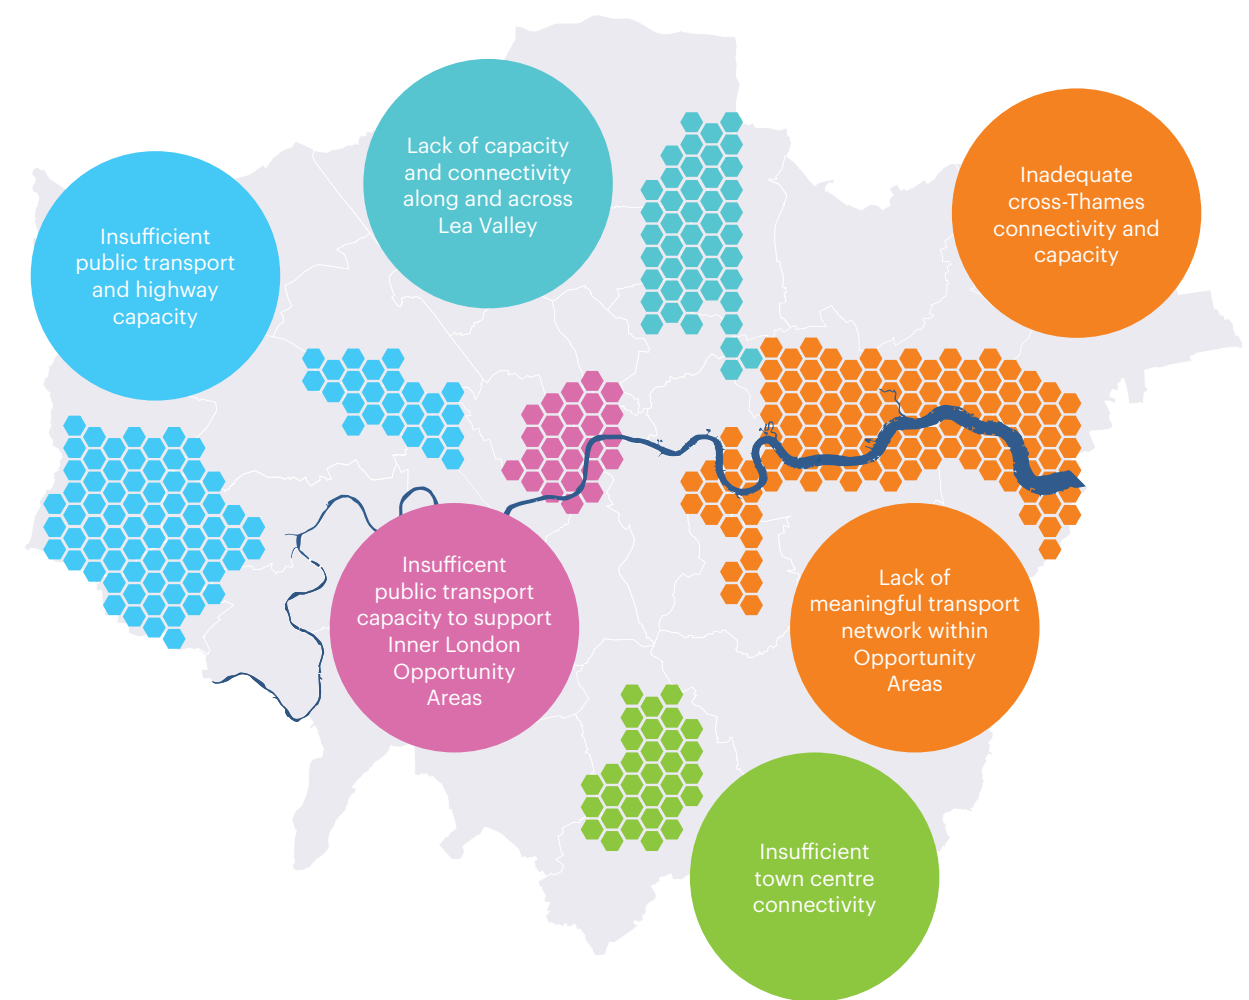 Lack of capacity
and connectivity
along and across
Lea Valley
Inadequate
cross-Thames
connectivity and
capacity
Insufficient
public transport
and highway
capacity
Insufficent
public transport
capacity to support
Inner London
Opportunity
Areas
Lack of
meaningful transport
network within
Opportunity
Areas
Insufficient
town centre
connectivity